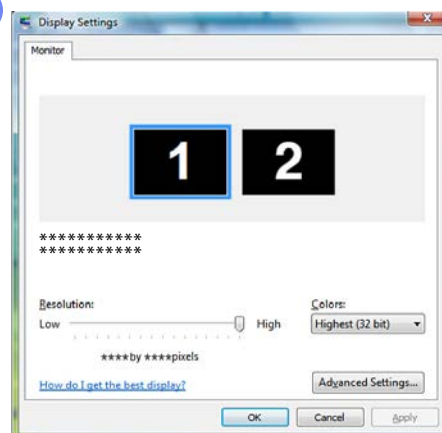 Display Settings
Monitor
1 2
***********
***********
Resolution:
Colors:
Low High
Highest (32 bit)
**** by ****pixels
How do I get the best display?
Advanced Settings...
OK Cancel Apply